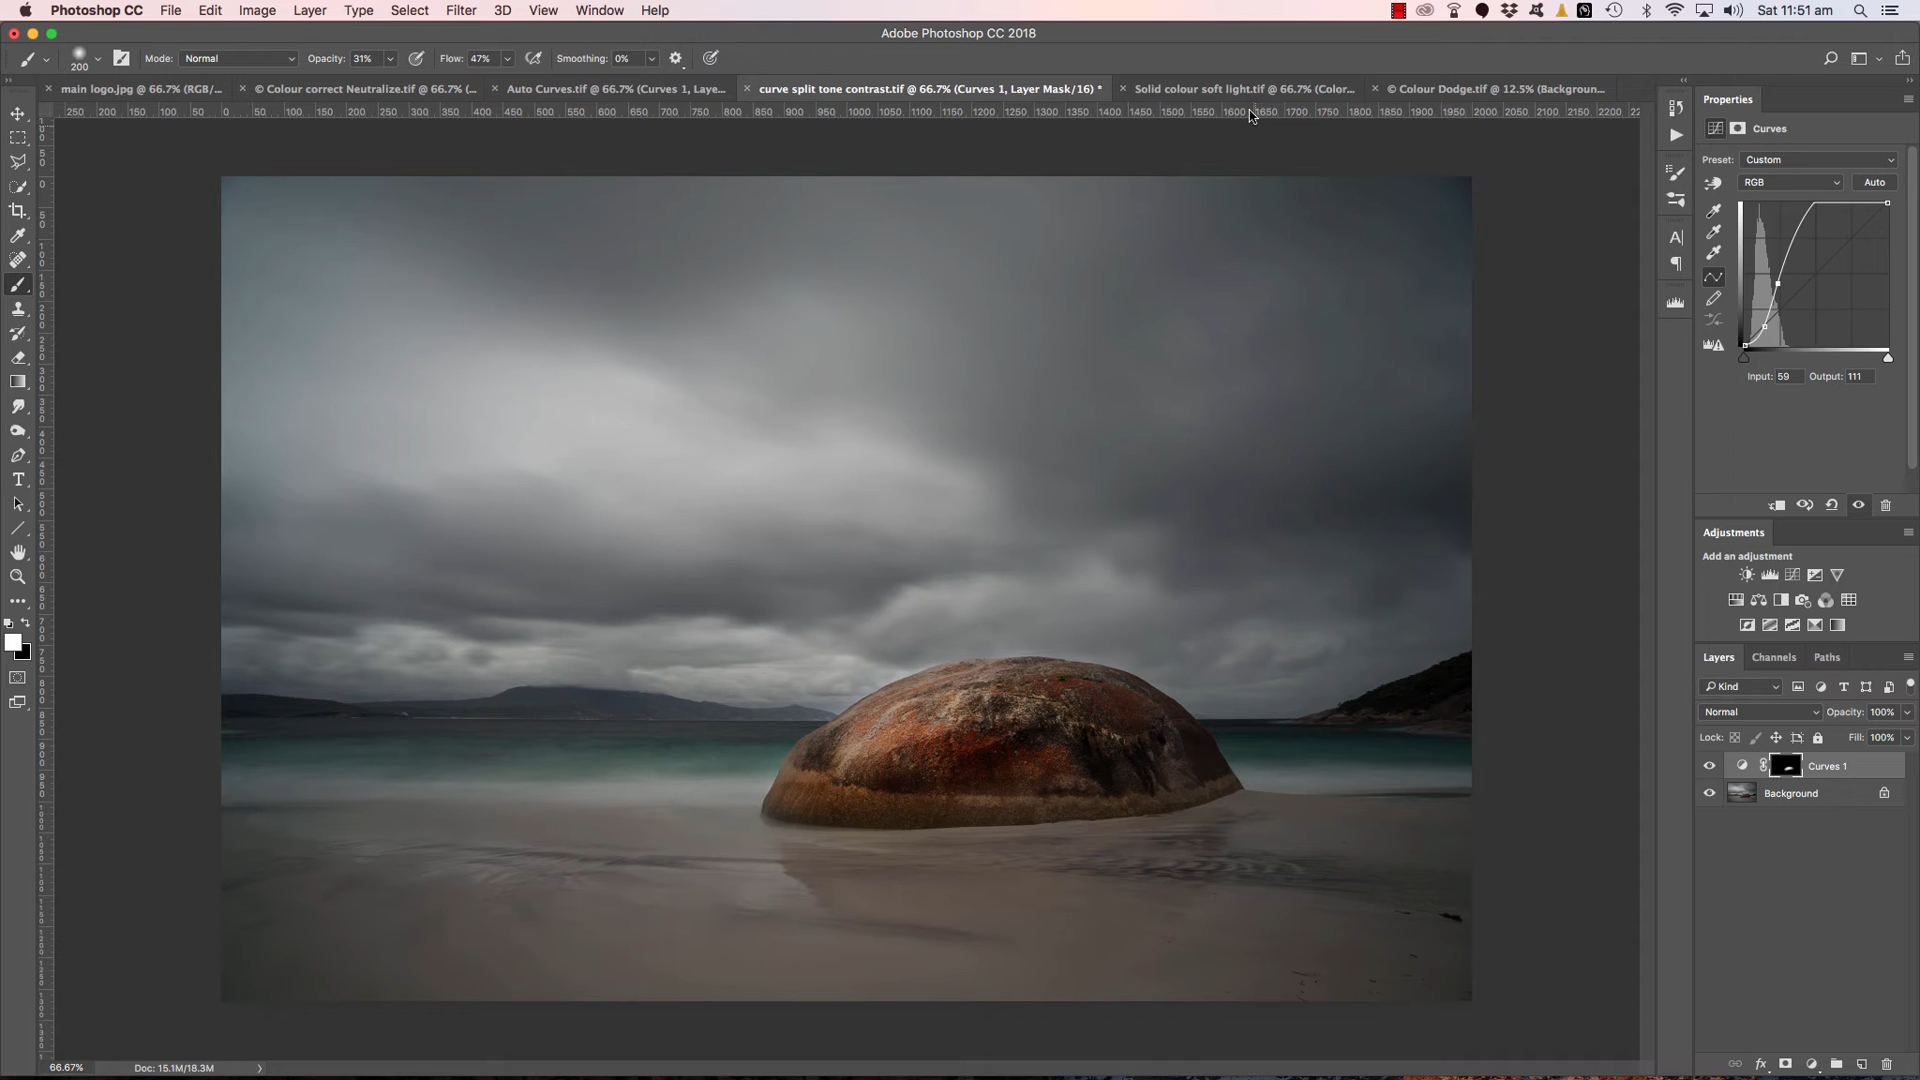 Photoshop CC File Edit Image Layer Type Select Filter 3D View Window Help Sat 11:51 am
Adobe Photoshop CC 2018
200 Mode: Normal Opacity: 31% Flow: 47% Smoothing: 0%
main logo.jpg @ 66.7% (RGB/... © Colour correct Neutralize.tif @ 66.7% (... Auto Curves.tif @ 66.7% (Curves 1, Laye... curve split tone contrast.tif @ 66.7% (Curves 1, Layer Mask/16) * Solid colour soft light.tif @ 66.7% (Color... © Colour Dodge.tif @ 12.5% (Backgroun...
250 200 150 100 50 0 50 100 150 200 250 300 350 400 450 500 550 600 650 700 750 800 850 900 950 1000 1050 1100 1150 1200 1250 1300 1350 1400 1450 1500 1550 1600 1650 1700 1750 1800 1850 1900 1950 2000 2050 2100 2150 2200
Properties
Curves
Preset: Custom
RGB Auto
Input: 59 Output: 111
Adjustments
Add an adjustment
Layers Channels Paths
Kind
Normal Opacity: 100%
Lock: Fill: 100%
Curves 1
Background
66.67% Doc: 15.1M/18.3M